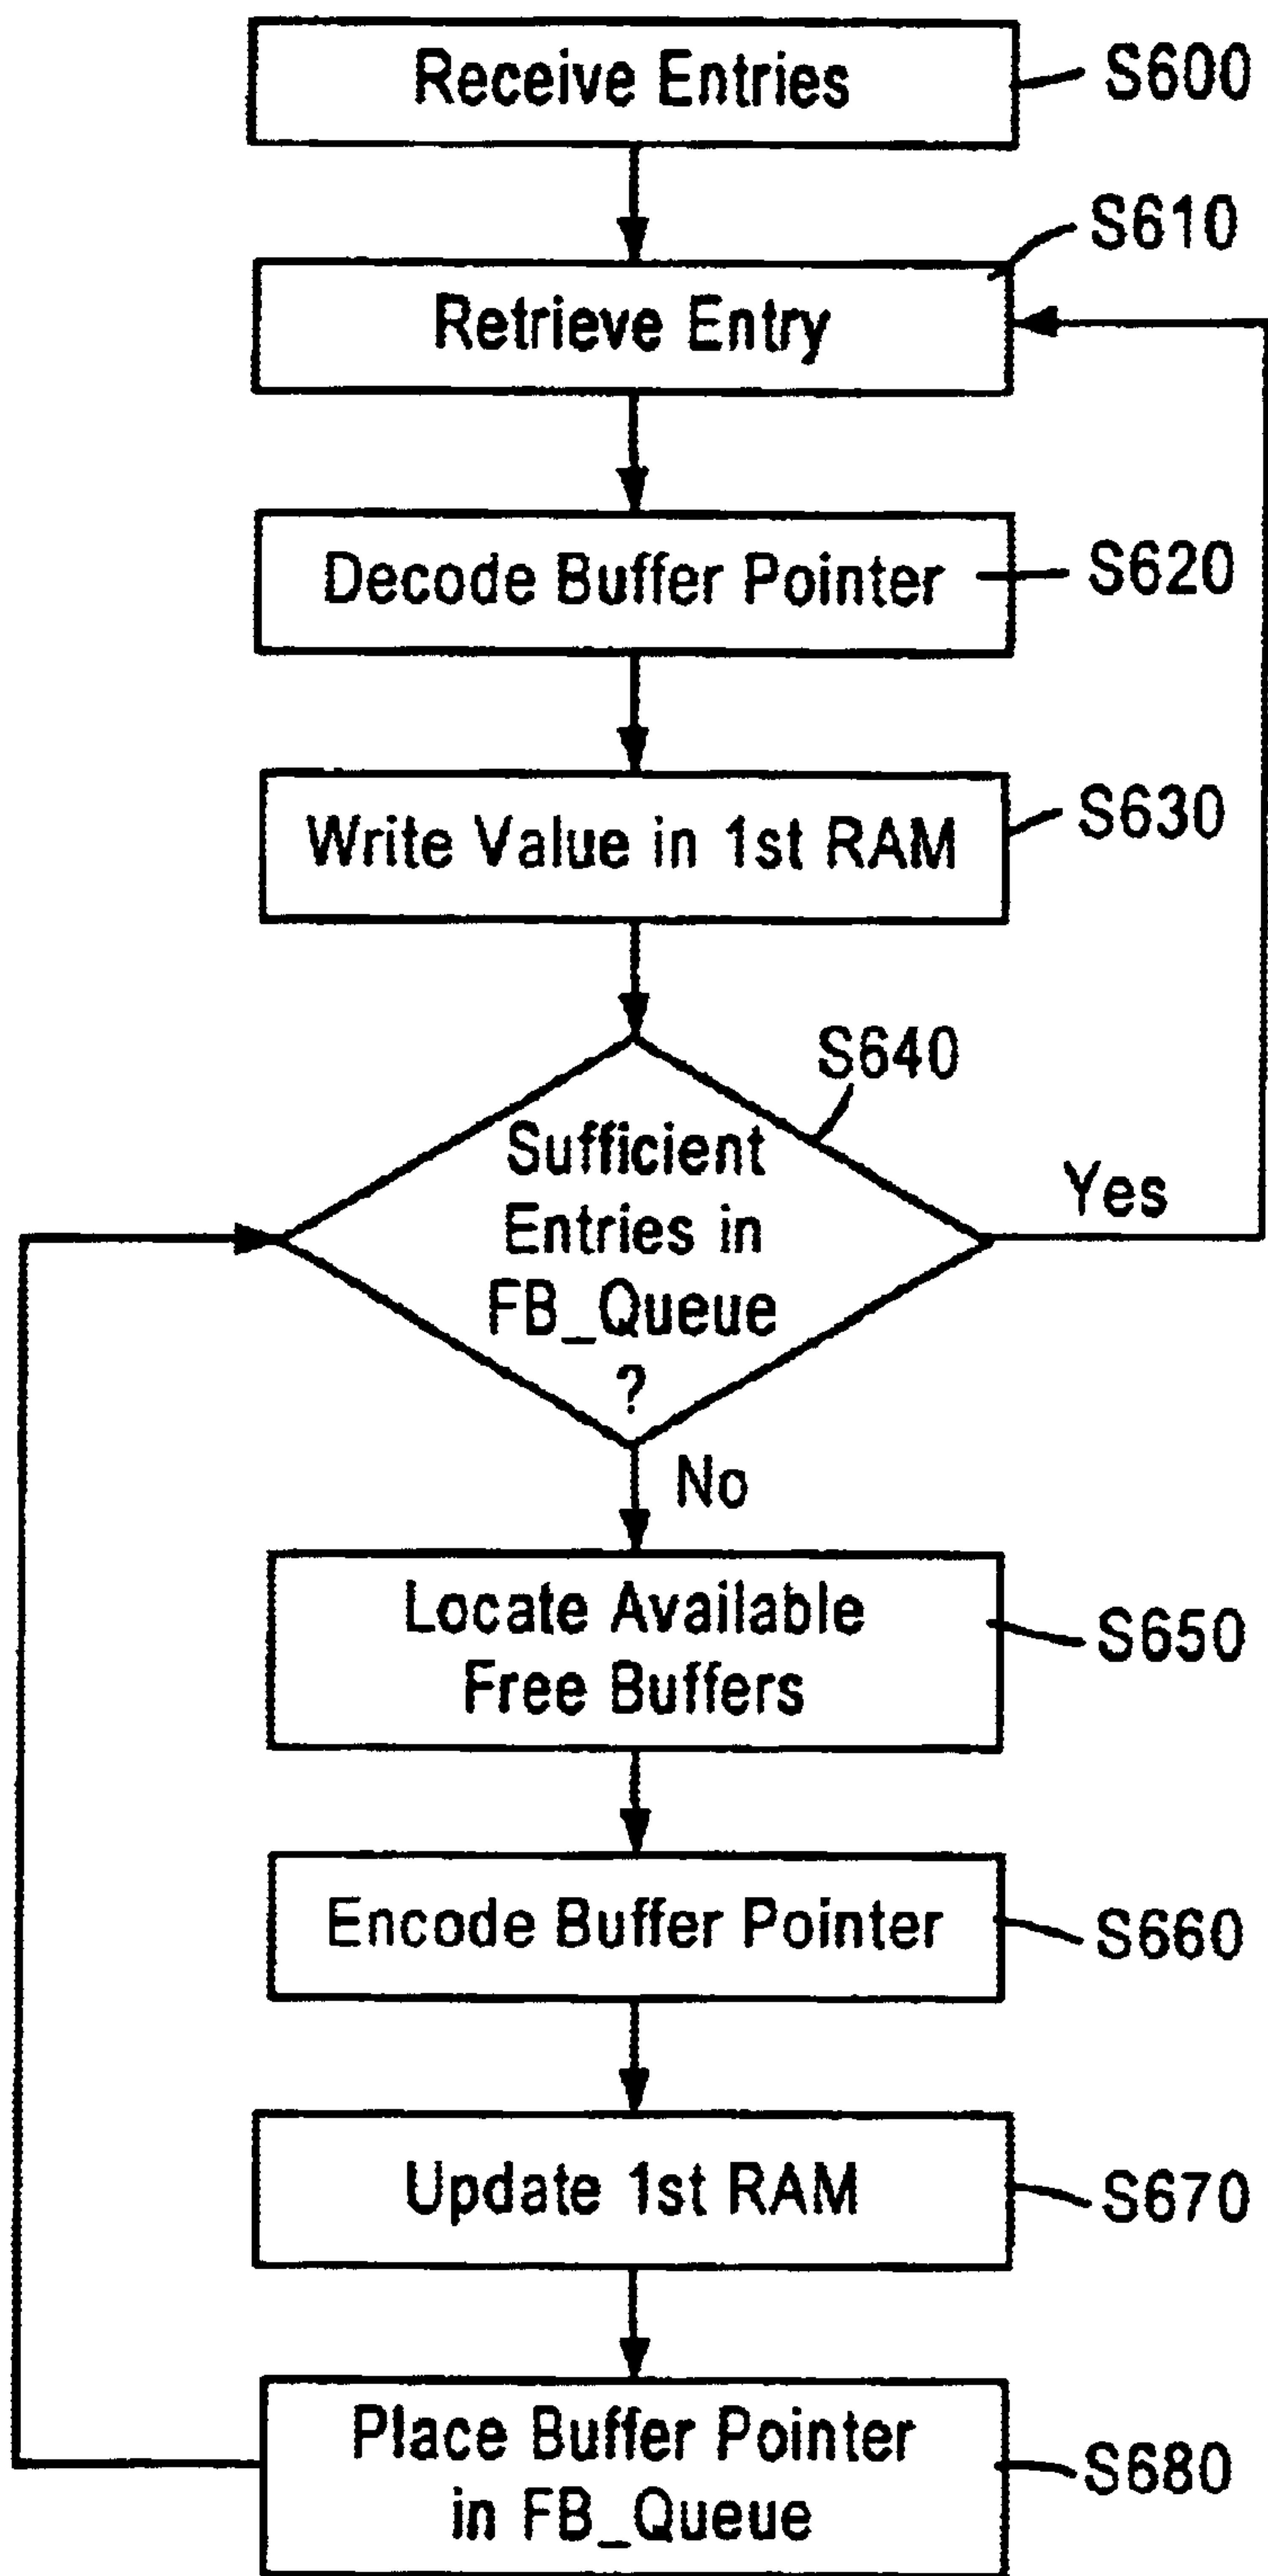 Receive Entries
S600
S610
Retrieve Entry
Decode Buffer Pointer
S620
Write Value in 1st RAM
S630
S640
Sufficient
Entries in
FB_Queue
?
Yes
No
Locate Available
Free Buffers
S650
Encode Buffer Pointer
S660
Update 1st RAM
S670
Place Buffer Pointer
in FB_Queue
S680